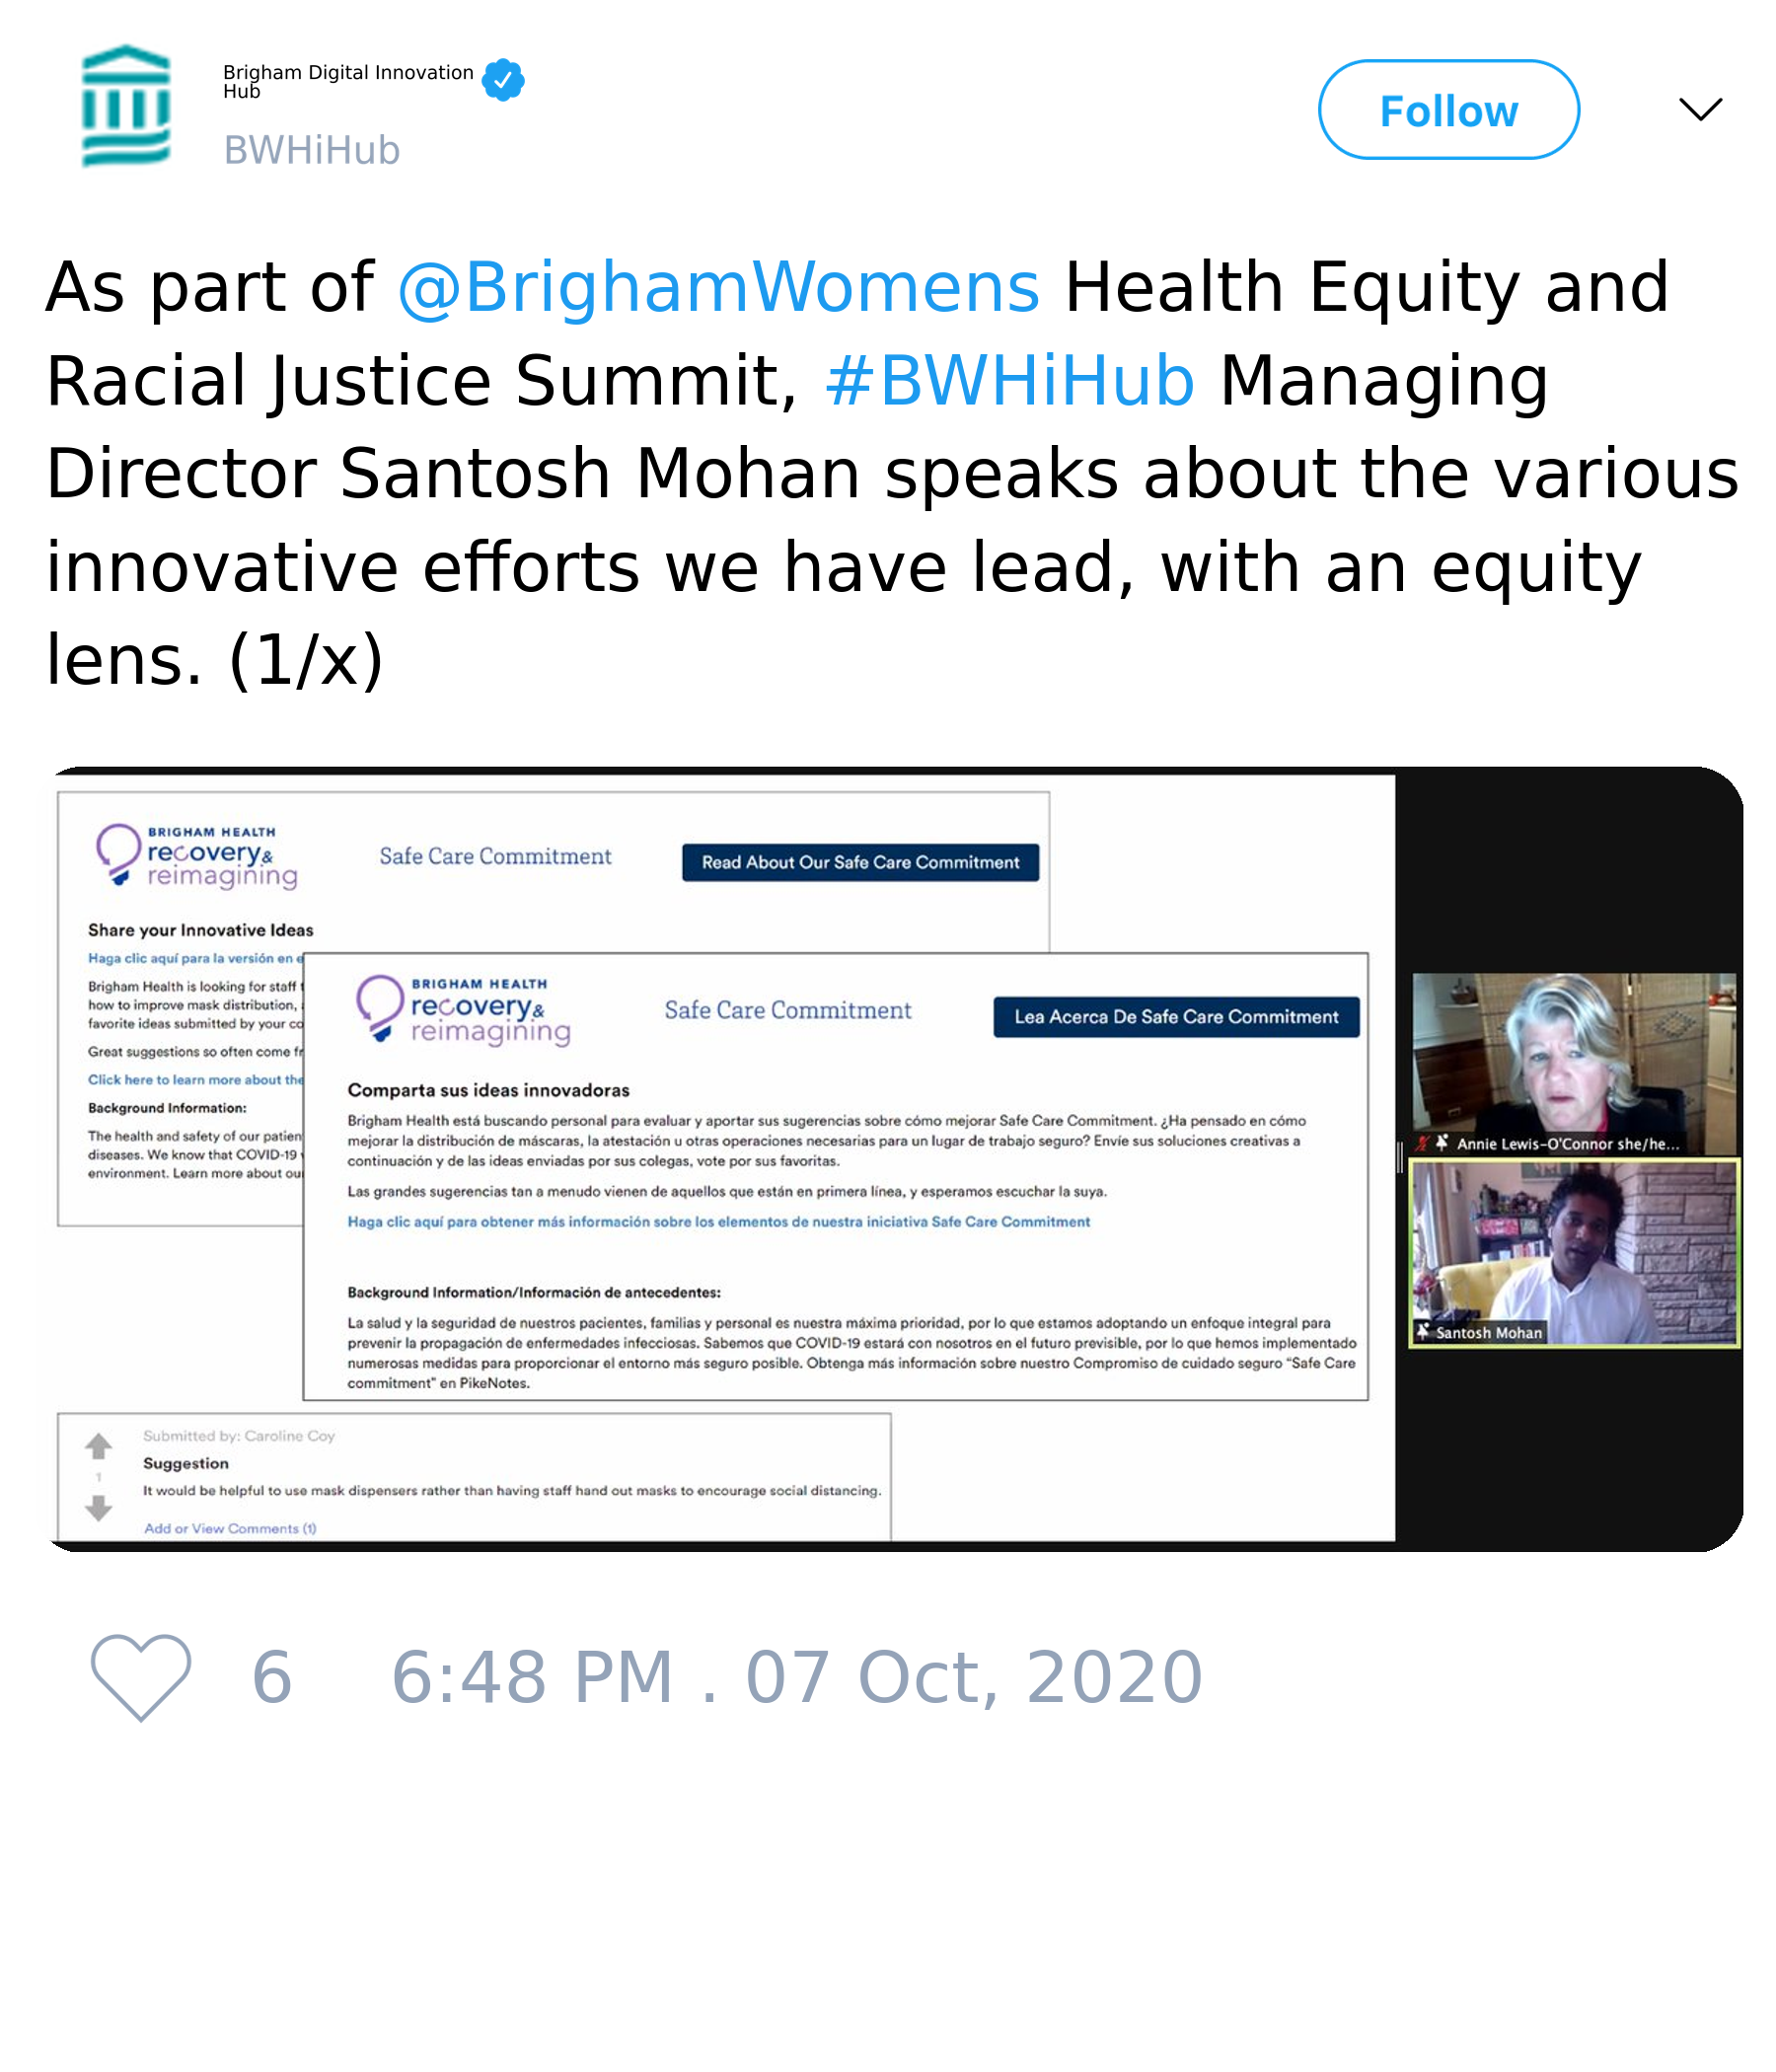 Brigham Digital Innovation
Hub
BWHiHub
Follow
As part of @BrighamWomens Health Equity and
Racial Justice Summit, #BWHiHub Managing
Director Santosh Mohan speaks about the various
innovative efforts we have lead, with an equity
lens. (1/x)
BRIGHAM HEALTH
recovery&
reimagining
Safe Care Commitment
Read About Our Safe Care Commitment
Share your Innovative Ideas
Haga clic aquí para la versión en e
Brigham Health is looking for staff
how to improve mask distribution,
favorite ideas submitted by your co
Great suggestions so often come fr
Click here to learn more about the
Background Information:
The health and safety of our patien
diseases. We know that COVID-19
environment. Learn more about ou
BRIGHAM HEALTH
recovery&
reimagining
Safe Care Commitment
Lea Acerca De Safe Care Commitment
Comparta sus ideas innovadoras
Brigham Health está buscando personal para evaluar y aportar sus sugerencias sobre cómo mejorar Safe Care Commitment. ¿Ha pensado en cómo
mejorar la distribución de máscaras, la atestación u otras operaciones necesarias para un lugar de trabajo seguro? Envíe sus soluciones creativas a
continuación y de las ideas enviadas por sus colegas, vote por sus favoritas.
Las grandes sugerencias tan a menudo vienen de aquellos que están en primera línea, y esperamos escuchar la suya.
Haga clic aquí para obtener más información sobre los elementos de nuestra iniciativa Safe Care Commitment
Background Information/Información de antecedentes:
La salud y la seguridad de nuestros pacientes, familias y personal es nuestra máxima prioridad, por lo que estamos adoptando un enfoque integral para
prevenir la propagación de enfermedades infecciosas. Sabemos que COVID-19 estará con nosotros en el futuro previsible, por lo que hemos implementado
numerosas medidas para proporcionar el entorno más seguro posible. Obtenga más información sobre nuestro Compromiso de cuidado seguro “Safe Care
commitment” en PikeNotes.
Submitted by: Caroline Coy
1
Suggestion
It would be helpful to use mask dispensers rather than having staff hand out masks to encourage social distancing.
Add or View Comments (1)
Annie Lewis-O'Connor she/he...
Santosh Mohan
6 6:48 PM . 07 Oct, 2020